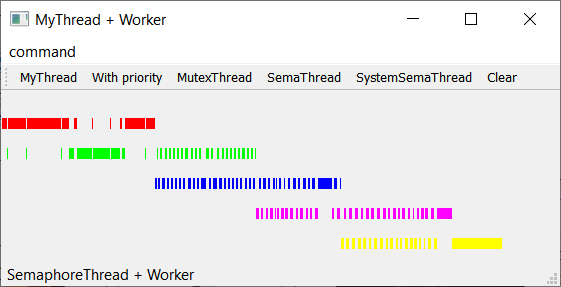 MyThread + Worker
command
MyThread With priority MutexThread SemaThread SystemSemaThread Clear
SemaphoreThread + Worker